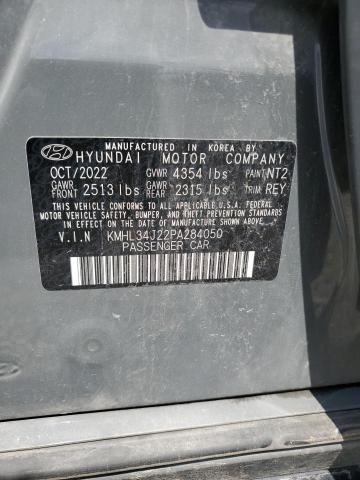 MANUFACTURED IN KOREA BY
HYUNDAI MOTOR COMPANY
OCT/2022 GVWR 4354 lbs PAINT NT2
GAWR FRONT 2513 lbs GAWR REAR 2315 lbs TRIM: REY
THIS VEHICLE CONFORMS TO ALL APPLICABLE U.S.A. FEDERAL
MOTOR VEHICLE SAFETY, BUMPER, AND THEFT PREVENTION STANDARDS
IN EFFECT ON THE DATE OF MANUFACTURE SHOWN ABOVE.
V.I.N KMHL34J22PA284050
PASSENGER CAR